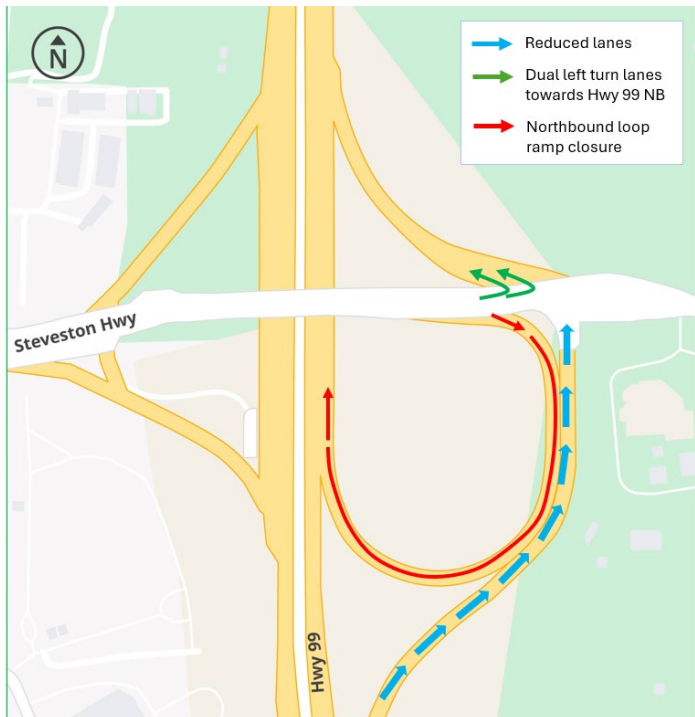 N
Reduced lanes
Dual left turn lanes
towards Hwy 99 NB
Northbound loop
ramp closure
Steveston Hwy
Hwy 99